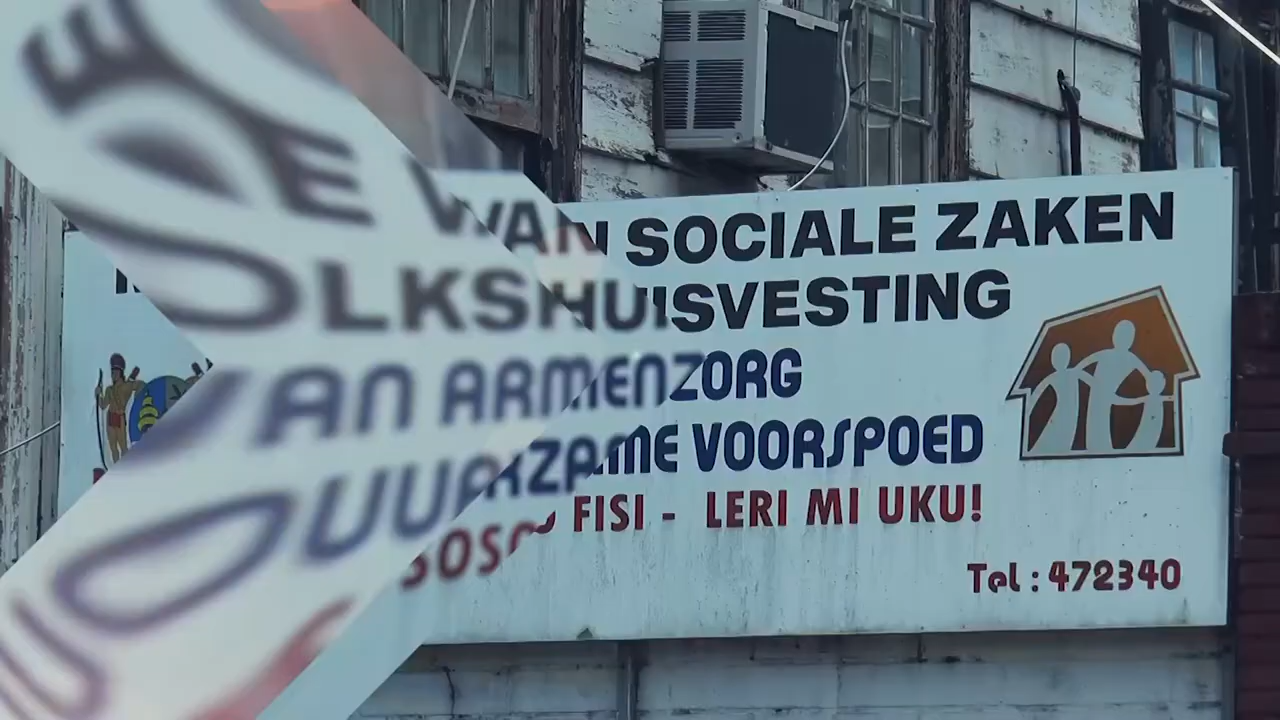 VAN SOCIALE ZAKEN
VOLKSHUISVESTING
VAN ARMENZORG
DUURZAME VOORSPOED
SOSO FISI - LERI MI UKU!
Tel : 472340